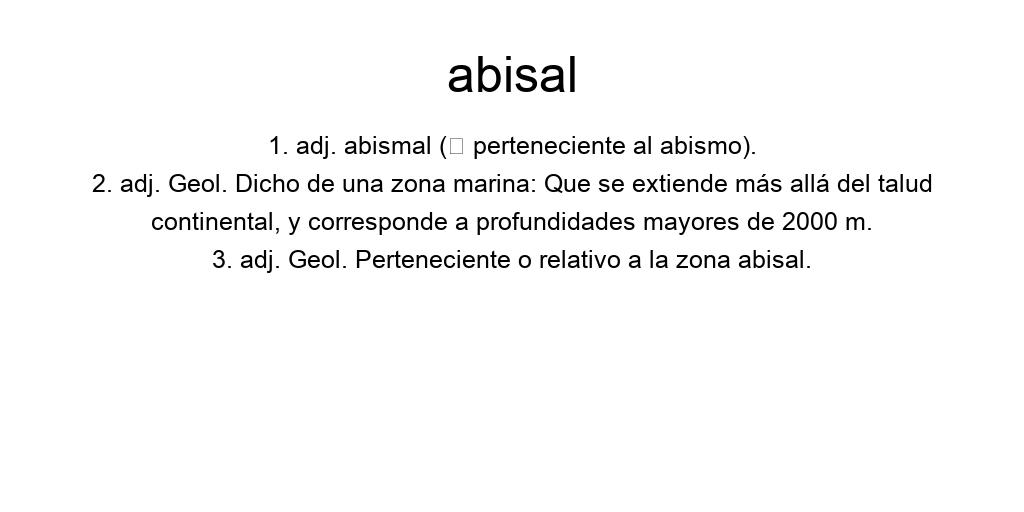 abisal
1. adj. abismal (□ perteneciente al abismo).
2. adj. Geol. Dicho de una zona marina: Que se extiende más allá del talud
continental, y corresponde a profundidades mayores de 2000 m.
3. adj. Geol. Perteneciente o relativo a la zona abisal.